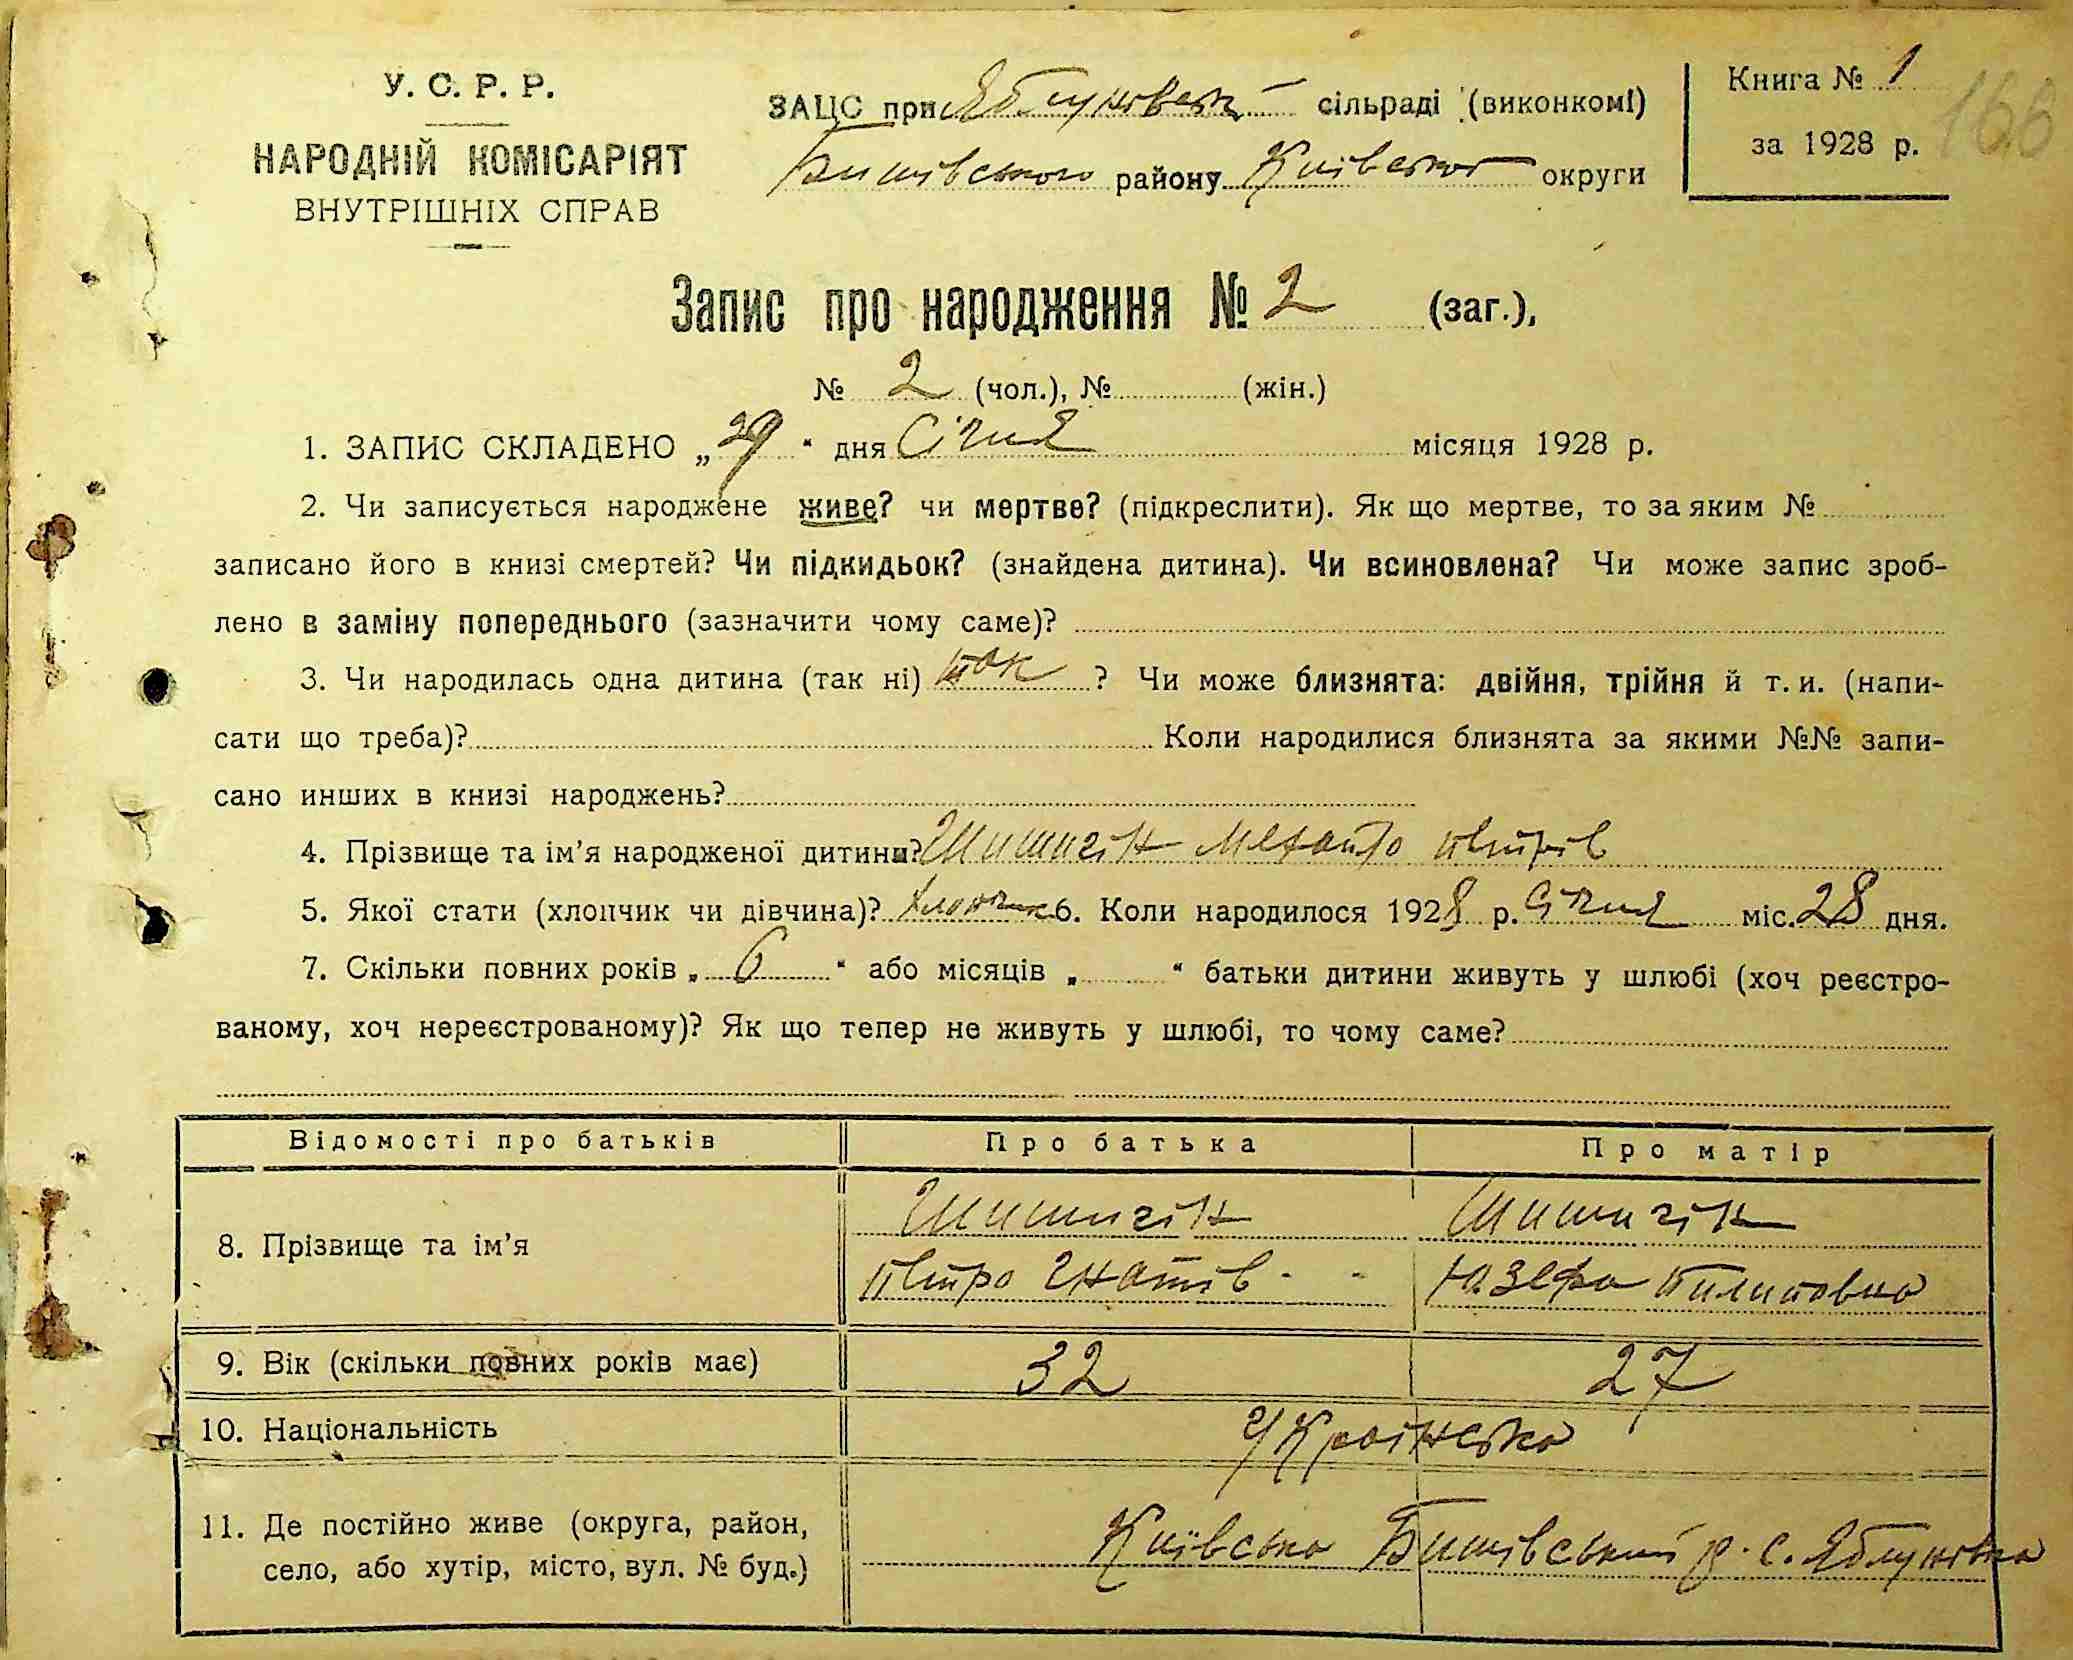 У. С. Р. Р.
НАРОДНІЙ КОМІСАРІЯТ
ВНУТРІШНІХ СПРАВ
ЗАЦС при Яблунівській сільраді (виконкомі)
Бишівського району Київської округи
Книга № 1
за 1928 р.
166
Запис про народження № 2 (заг.),
№ 2 (чол.), № (жін.)
1. ЗАПИС СКЛАДЕНО „29“ дня Січня місяця 1928 р.
2. Чи записується народжене живе? чи мертве? (підкреслити). Як що мертве, то за яким №
записано його в книзі смертей? Чи підкидьок? (знайдена дитина). Чи всиновлена? Чи може запис зроб-
лено в заміну попереднього (зазначити чому саме)?
3. Чи народилась одна дитина (так ні) так ? Чи може близнята: двійня, трійня й т. и. (напи-
сати що треба)? Коли народилися близнята за якими №№ запи-
сано инших в книзі народжень?
4. Прізвище та ім’я народженої дитини? Шишигін Михайло Петрів
5. Якої стати (хлопчик чи дівчина)? хлопчик 6. Коли народилося 1928 р. Січня міс. 28 дня.
7. Скільки повних років „ 6 “ або місяців „ “ батьки дитини живуть у шлюбі (хоч реєстро-
ваному, хоч нереєстрованому)? Як що тепер не живуть у шлюбі, то чому саме?
Відомості про батьків Про батька Про матір
8. Прізвище та ім’я
Шишигін Шишигін
Петро Гнатів Юзефа Пилиповна
9. Вік (скільки повних років має) 32 27
10. Національність Українська
11. Де постійно живе (округа, район,
село, або хутір, місто, вул. № буд.)
Київська Бишівський р. с. Яблунівка